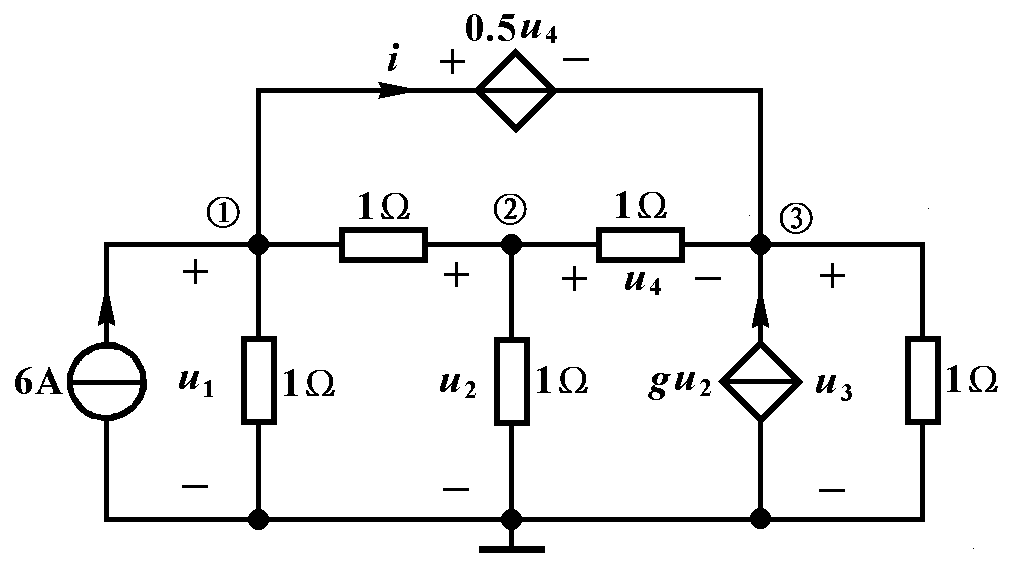 0.5u₄
i + −
① 1Ω ② 1Ω ③
+ + + u₄ − +
6A u₁ 1Ω u₂ 1Ω gu₂ u₃ 1Ω
− − −